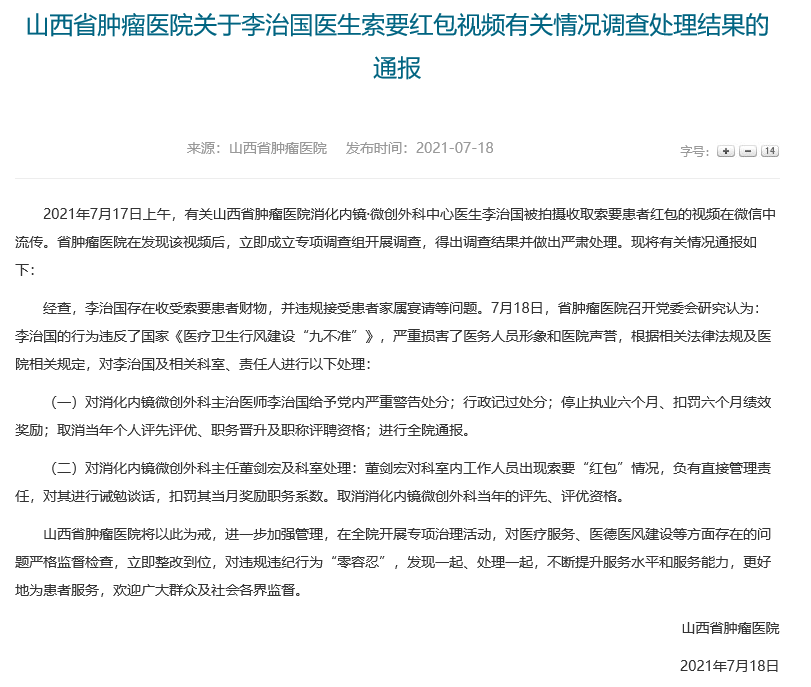 山西省肿瘤医院关于李治国医生索要红包视频有关情况调查处理结果的
通报
来源：山西省肿瘤医院 发布时间：2021-07-18 字号： + - 14
2021年7月17日上午，有关山西省肿瘤医院消化内镜·微创外科中心医生李治国被拍摄收取索要患者红包的视频在微信中
流传。省肿瘤医院在发现该视频后，立即成立专项调查组开展调查，得出调查结果并做出严肃处理。现将有关情况通报如
下：
经查，李治国存在收受索要患者财物，并违规接受患者家属宴请等问题。7月18日，省肿瘤医院召开党委会研究认为：
李治国的行为违反了国家《医疗卫生行风建设“九不准”》，严重损害了医务人员形象和医院声誉，根据相关法律法规及医
院相关规定，对李治国及相关科室、责任人进行以下处理：
（一）对消化内镜微创外科主治医师李治国给予党内严重警告处分；行政记过处分；停止执业六个月、扣罚六个月绩效
奖励；取消当年个人评先评优、职务晋升及职称评聘资格；进行全院通报。
（二）对消化内镜微创外科主任董剑宏及科室处理：董剑宏对科室内工作人员出现索要“红包”情况，负有直接管理责
任，对其进行诫勉谈话，扣罚其当月奖励职务系数。取消消化内镜微创外科当年的评先、评优资格。
山西省肿瘤医院将以此为戒，进一步加强管理，在全院开展专项治理活动，对医疗服务、医德医风建设等方面存在的问
题严格监督检查，立即整改到位，对违规违纪行为“零容忍”，发现一起、处理一起，不断提升服务水平和服务能力，更好
地为患者服务，欢迎广大群众及社会各界监督。
山西省肿瘤医院
2021年7月18日